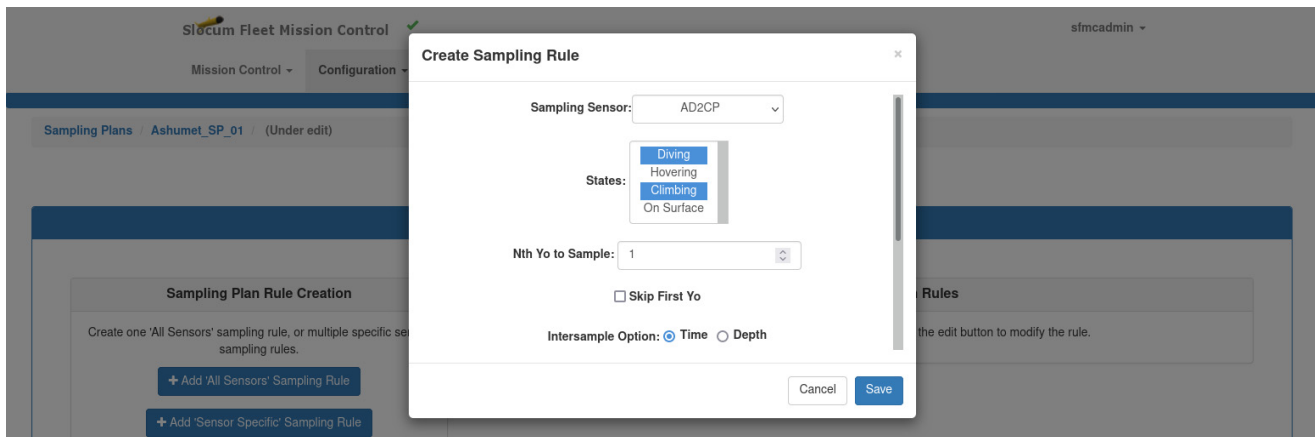 Slocum Fleet Mission Control
sfmcadmin
Mission Control
Configuration
Sampling Plans / Ashumet_SP_01 / (Under edit)
Create Sampling Rule
×
Sampling Sensor: AD2CP
States:
Diving
Hovering
Climbing
On Surface
Nth Yo to Sample: 1
Skip First Yo
Intersample Option: Time Depth
Cancel Save
Sampling Plan Rule Creation
Create one 'All Sensors' sampling rule, or multiple specific
sampling rules.
+ Add 'All Sensors' Sampling Rule
+ Add 'Sensor Specific' Sampling Rule
Rules
the edit button to modify the rule.